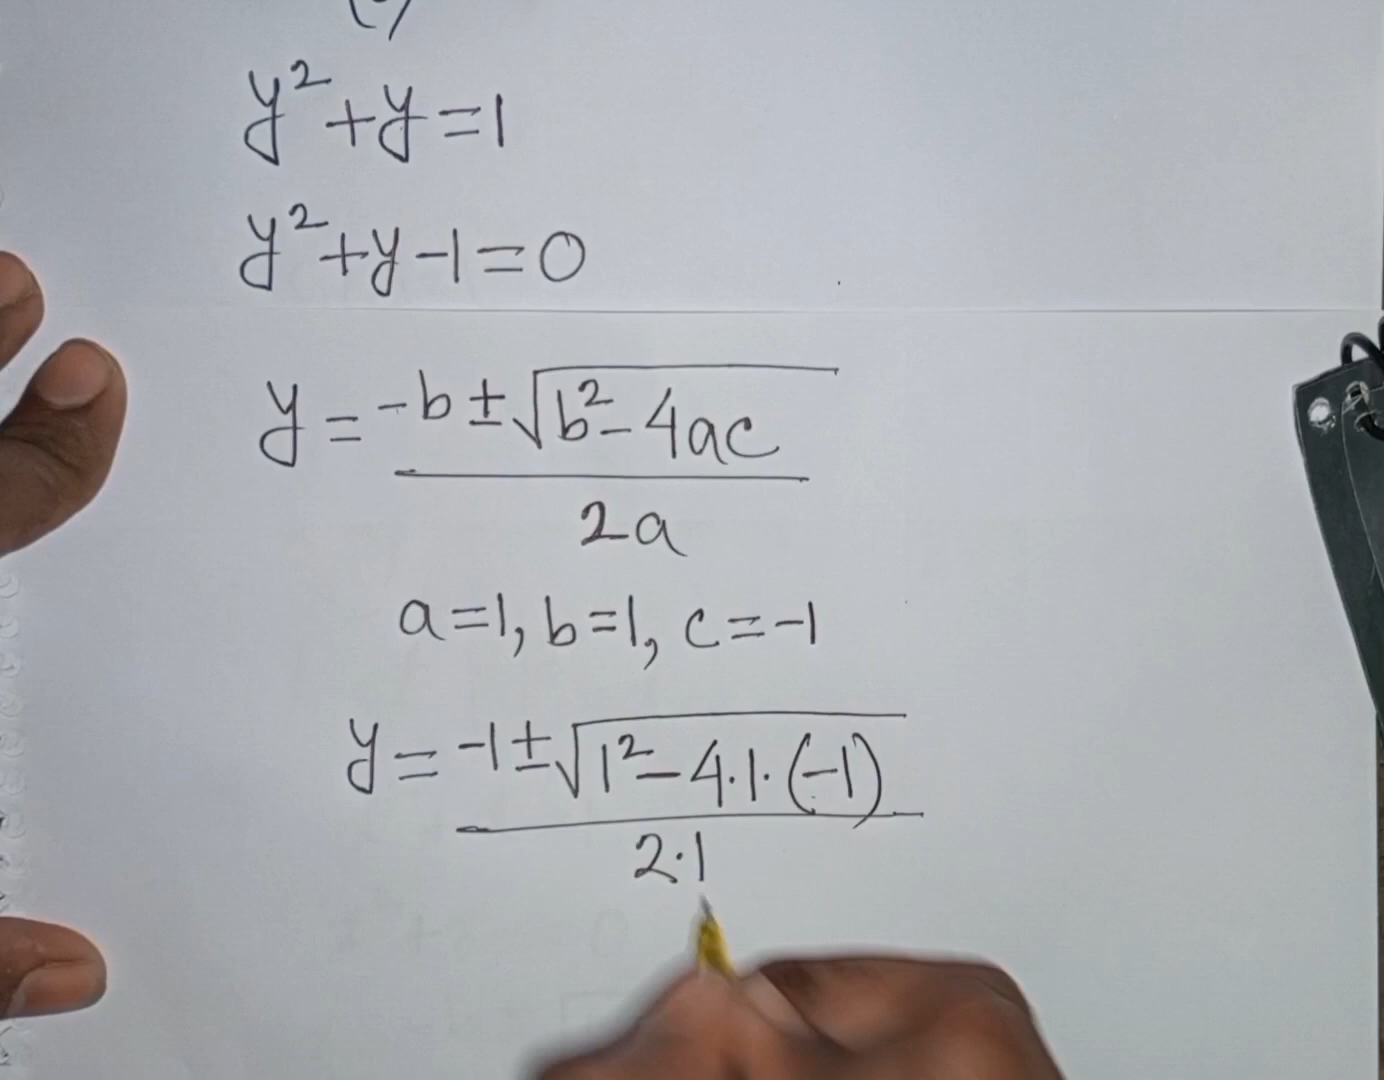 y² + y = 1
y² + y - 1 = 0
y = -b ± √(b² - 4ac) / 2a
a = 1, b = 1, c = -1
y = -1 ± √(1² - 4·1·(-1)) / 2·1